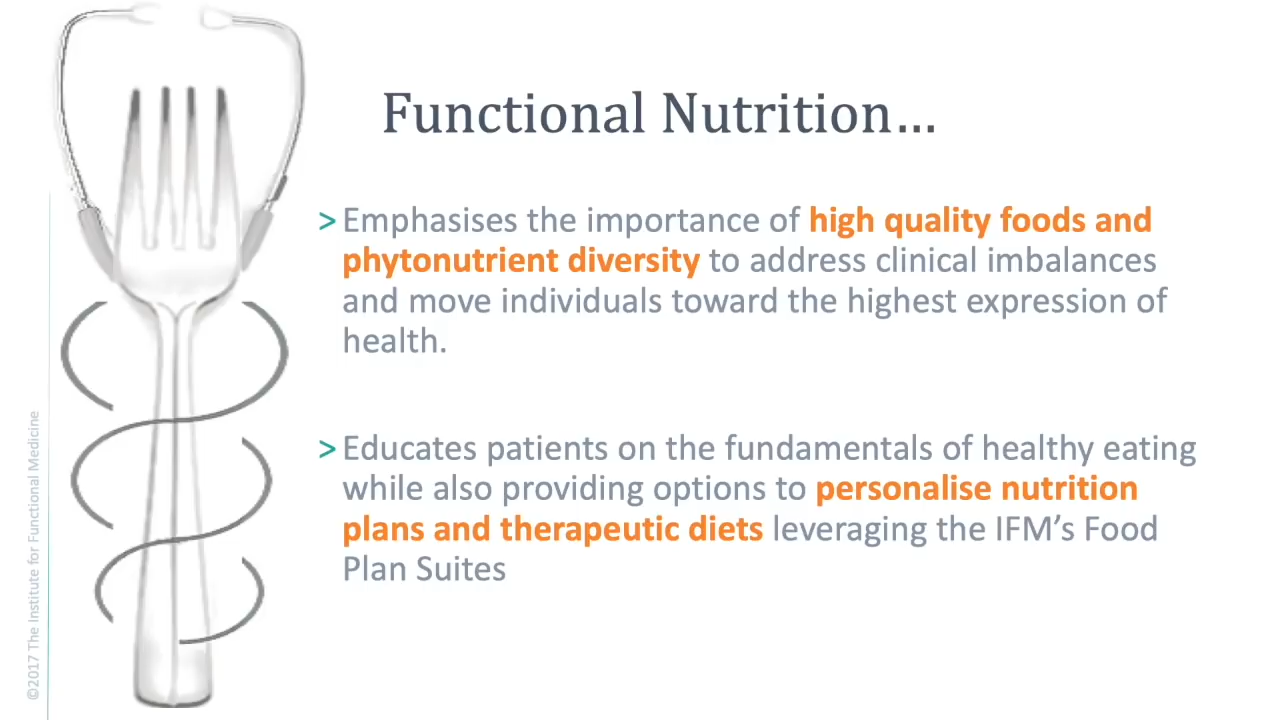 Functional Nutrition…
> Emphasises the importance of high quality foods and
phytonutrient diversity to address clinical imbalances
and move individuals toward the highest expression of
health.
> Educates patients on the fundamentals of healthy eating
while also providing options to personalise nutrition
plans and therapeutic diets leveraging the IFM’s Food
Plan Suites
©2017 The Institute for Functional Medicine